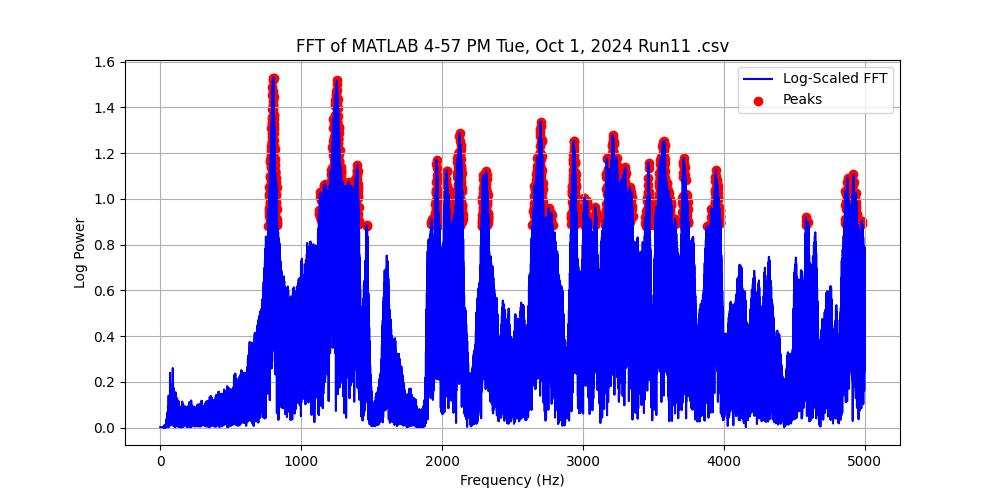 FFT of MATLAB 4-57 PM Tue, Oct 1, 2024 Run11 .csv
Log-Scaled FFT
Peaks
Log Power
1.6
1.4
1.2
1.0
0.8
0.6
0.4
0.2
0.0
0 1000 2000 3000 4000 5000
Frequency (Hz)